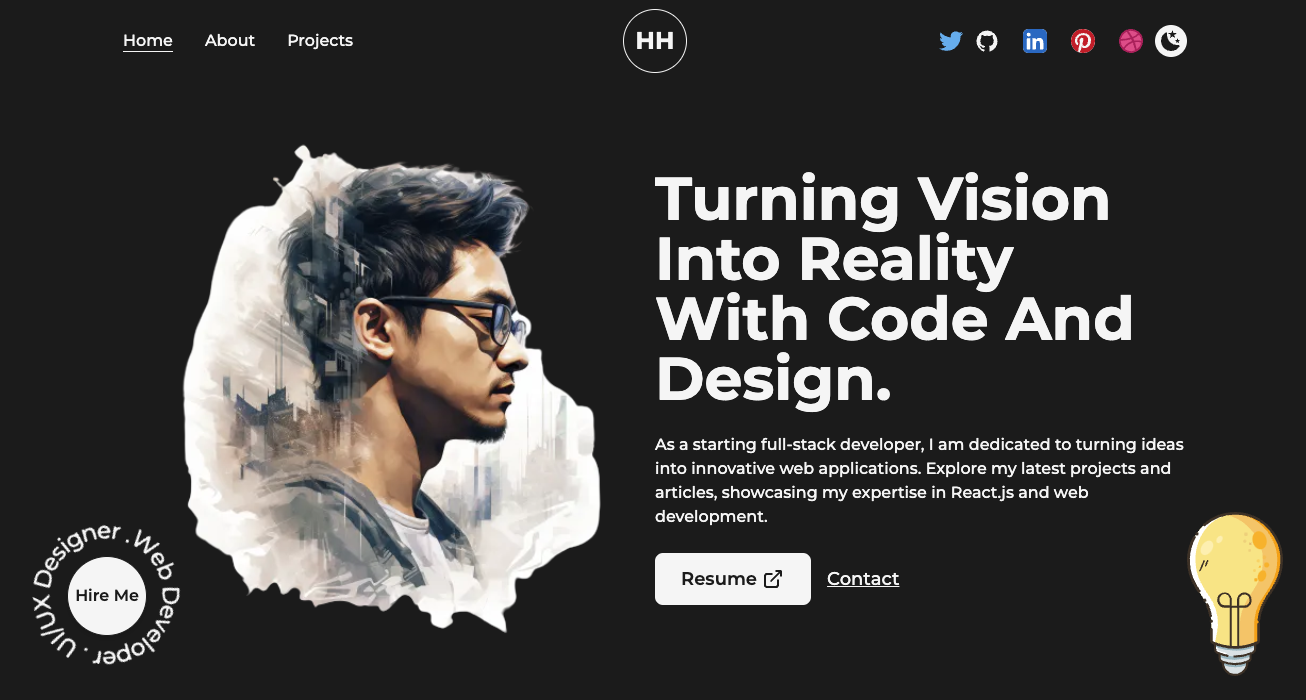 Home About Projects
HH
Turning Vision
Into Reality
With Code And
Design.
As a starting full-stack developer, I am dedicated to turning ideas
into innovative web applications. Explore my latest projects and
articles, showcasing my expertise in React.js and web
development.
Resume
Contact
Hire Me
Web Developer . UI/UX Designer .
in